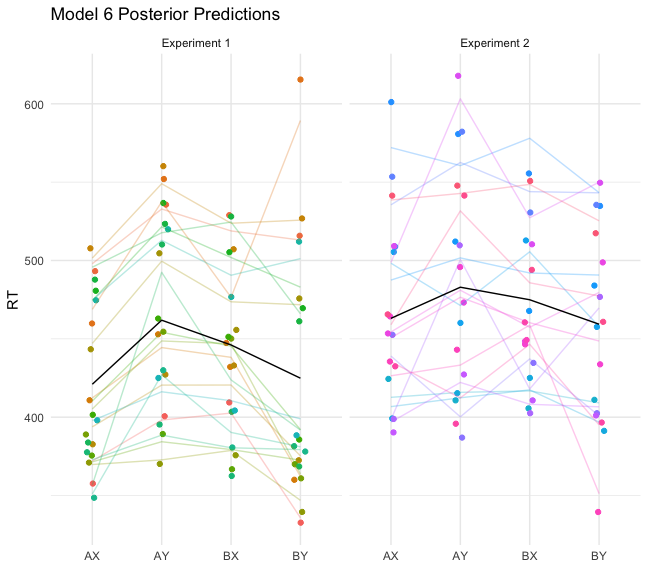 Model 6 Posterior Predictions
Experiment 1
Experiment 2
600
500
400
RT
AX AY BX BY
AX AY BX BY